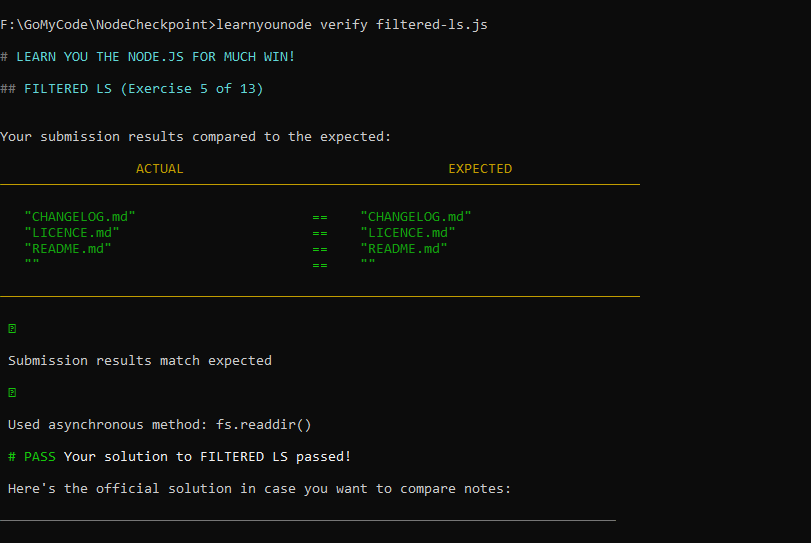 F:\GoMyCode\NodeCheckpoint>learnyounode verify filtered-ls.js
# LEARN YOU THE NODE.JS FOR MUCH WIN!
## FILTERED LS (Exercise 5 of 13)
Your submission results compared to the expected:
ACTUAL EXPECTED
"CHANGELOG.md" == "CHANGELOG.md"
"LICENCE.md" == "LICENCE.md"
"README.md" == "README.md"
"" == ""
Submission results match expected
Used asynchronous method: fs.readdir()
# PASS Your solution to FILTERED LS passed!
Here's the official solution in case you want to compare notes: